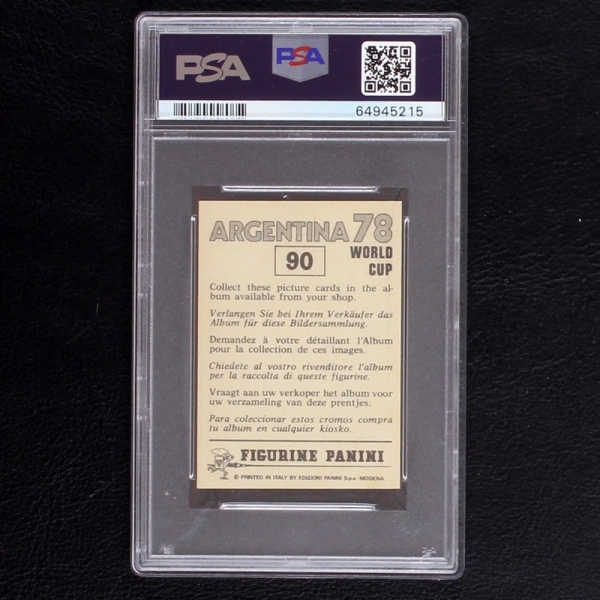 PSA
PSA
64945215
ARGENTINA 78
90
WORLD
CUP
Collect these picture cards in the al-
bum available from your shop.
Verlangen Sie bei Ihrem Verkäufer das
Album für diese Bildersammlung.
Demandez à votre détaillant l'Album
pour la collection de ces images.
Chiedete al vostro rivenditore l'album
per la raccolta di queste figurine.
Vraagt aan uw verkoper het album voor
uw verzameling van deze prentjes.
Para coleccionar estos cromos compra
tu album en cualquier kiosko.
FIGURINE PANINI
© PRINTED IN ITALY BY EDIZIONI PANINI S.p.a. MODENA